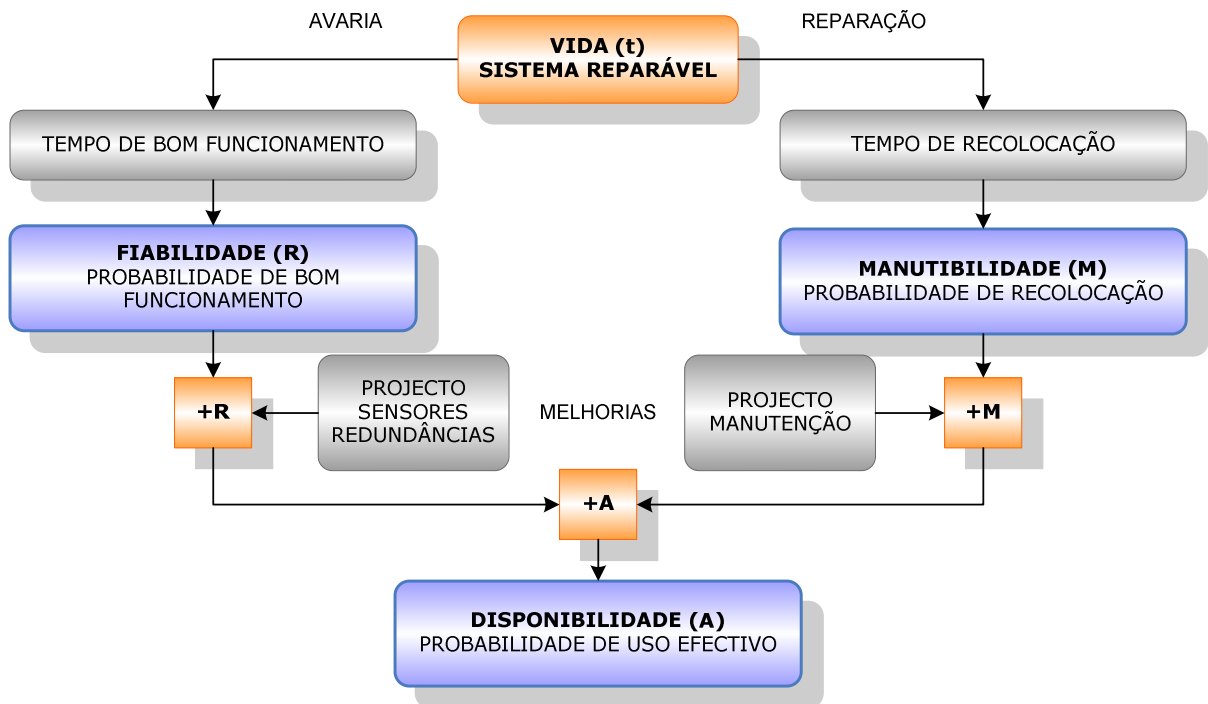 AVARIA
VIDA (t)
SISTEMA REPARÁVEL
REPARAÇÃO
TEMPO DE BOM FUNCIONAMENTO
TEMPO DE RECOLOCAÇÃO
FIABILIDADE (R)
PROBABILIDADE DE BOM
FUNCIONAMENTO
MANUTIBILIDADE (M)
PROBABILIDADE DE RECOLOCAÇÃO
+R
PROJECTO
SENSORES
REDUNDÂNCIAS
MELHORIAS
PROJECTO
MANUTENÇÃO
+M
+A
DISPONIBILIDADE (A)
PROBABILIDADE DE USO EFECTIVO